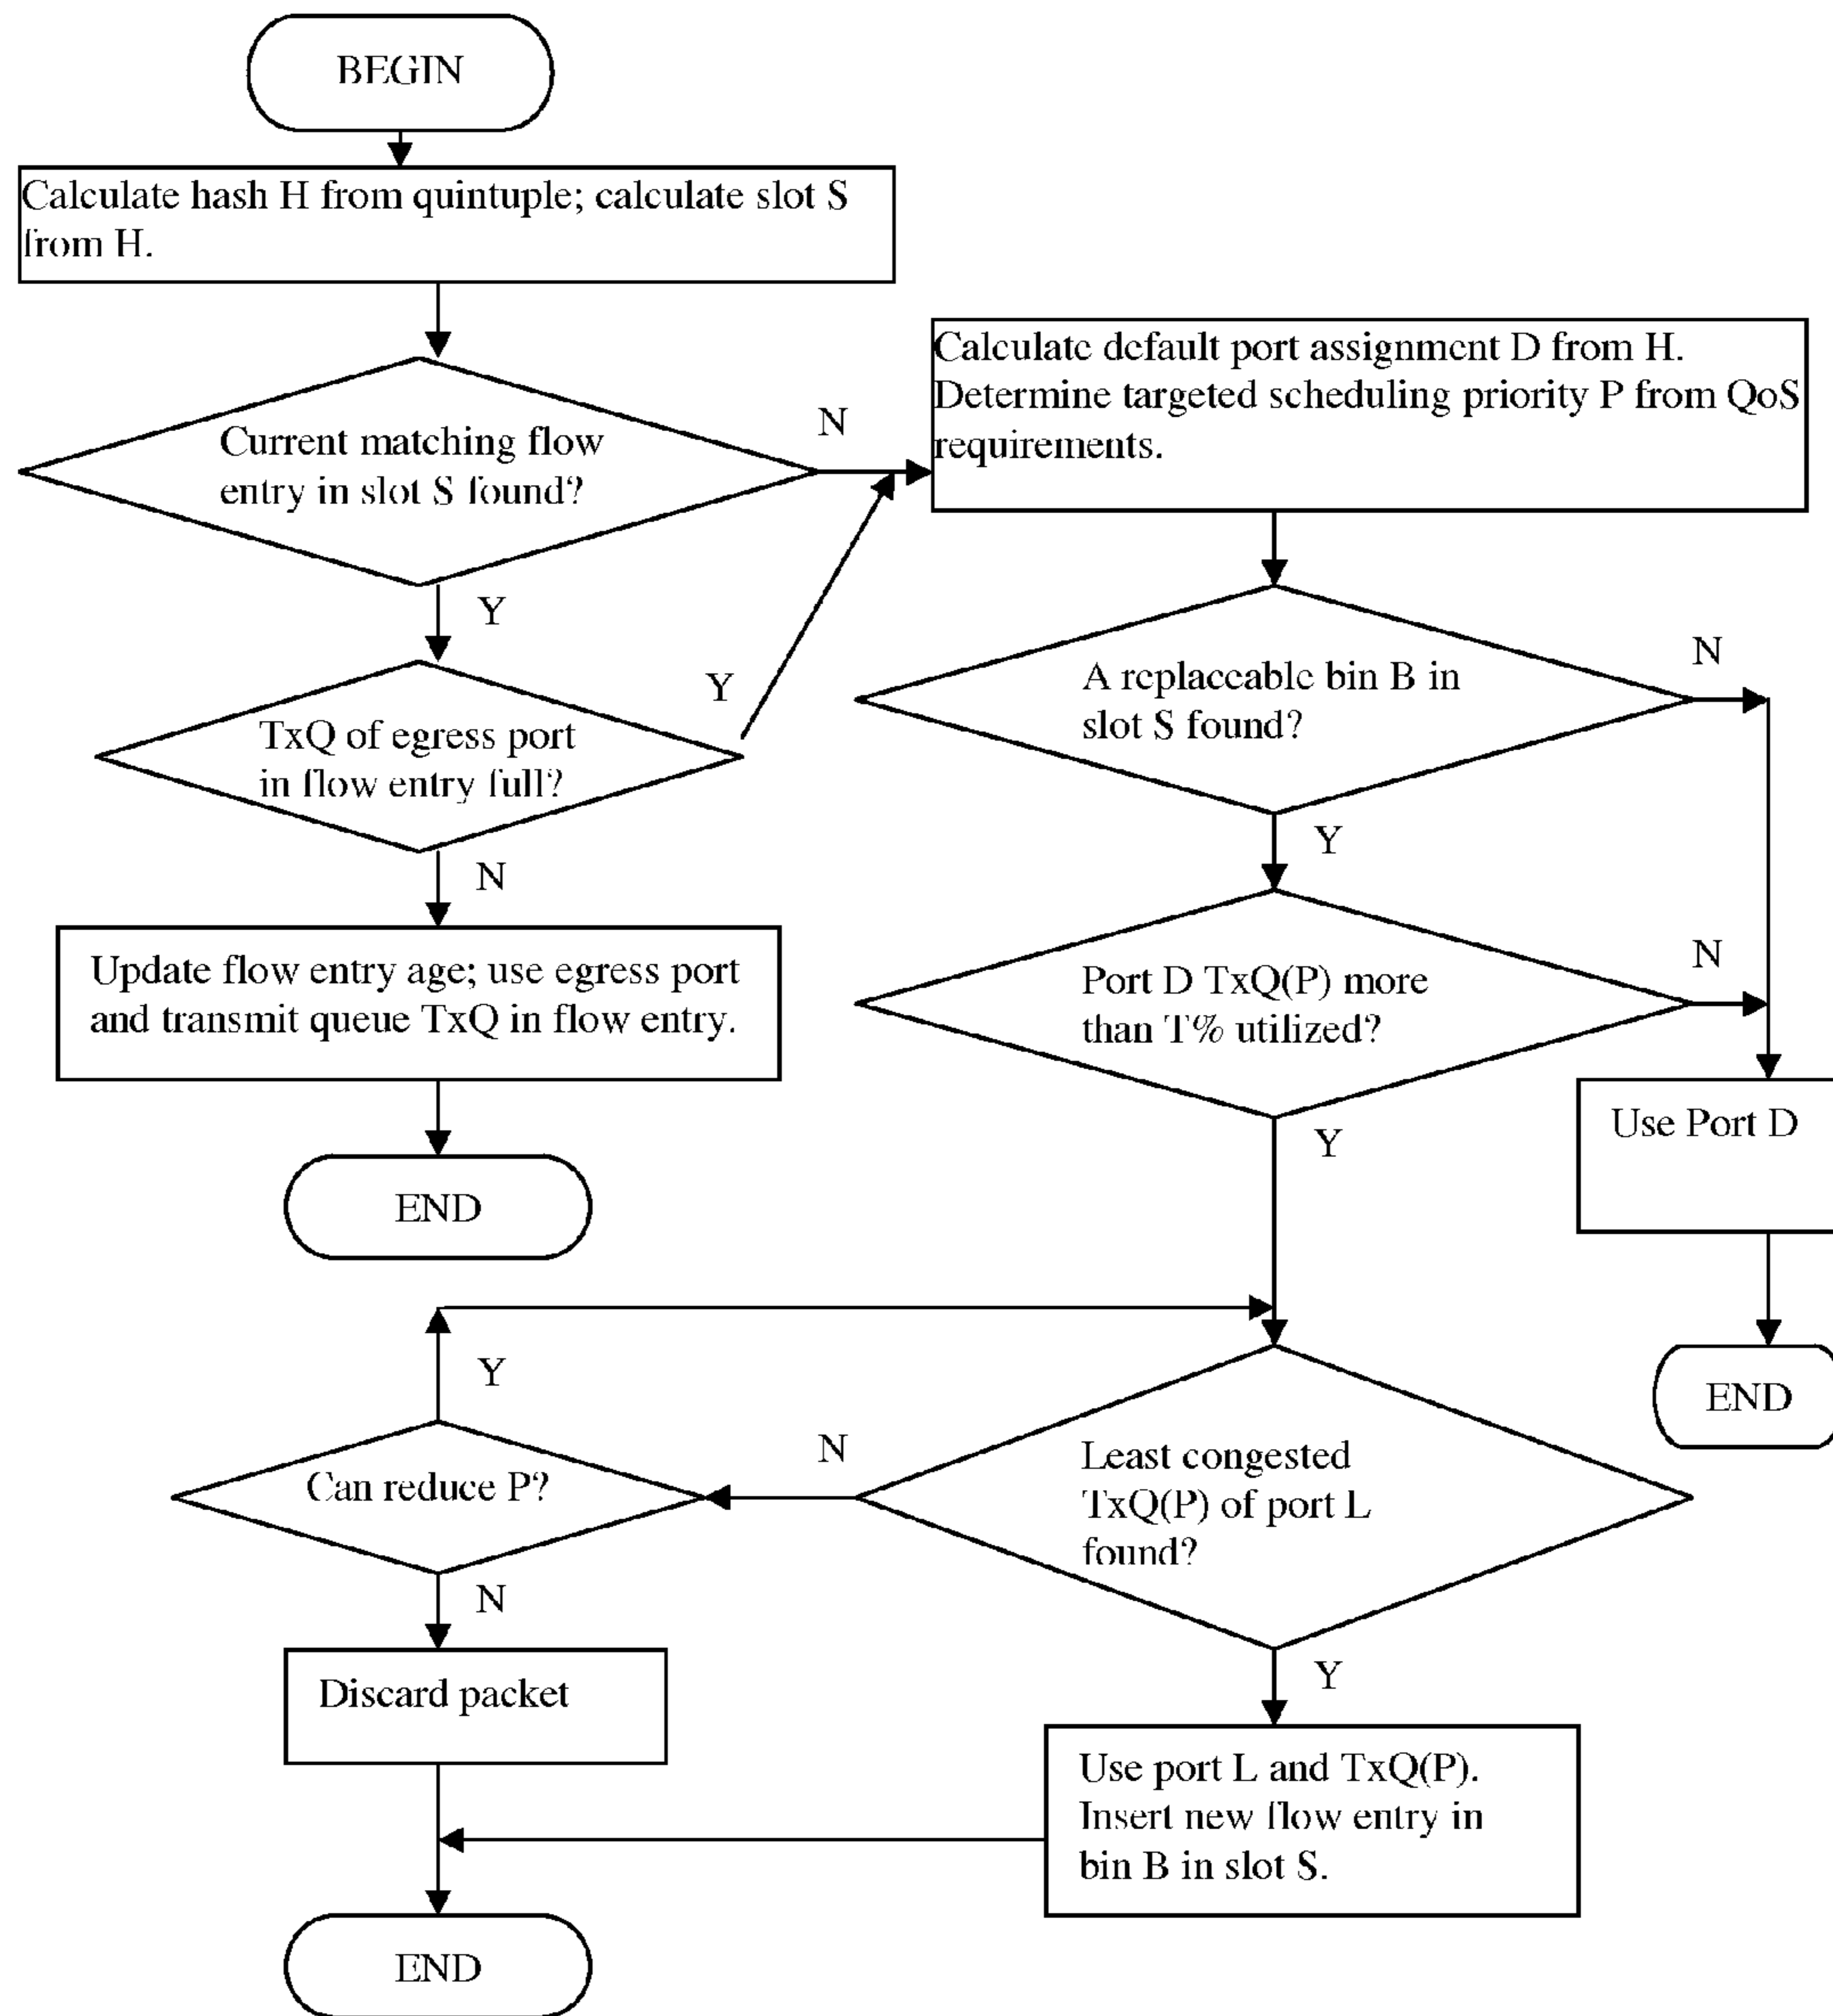 BEGIN
Calculate hash H from quintuple; calculate slot S
from H.
Current matching flow
entry in slot S found?
N
Y
TxQ of egress port
in flow entry full?
Y
N
Update flow entry age; use egress port
and transmit queue TxQ in flow entry.
END
Calculate default port assignment D from H.
Determine targeted scheduling priority P from QoS
requirements.
A replaceable bin B in
slot S found?
N
Y
Port D TxQ(P) more
than T% utilized?
N
Y
Use Port D
END
Least congested
TxQ(P) of port L
found?
N
Y
Can reduce P?
Y
N
Discard packet
Use port L and TxQ(P).
Insert new flow entry in
bin B in slot S.
END